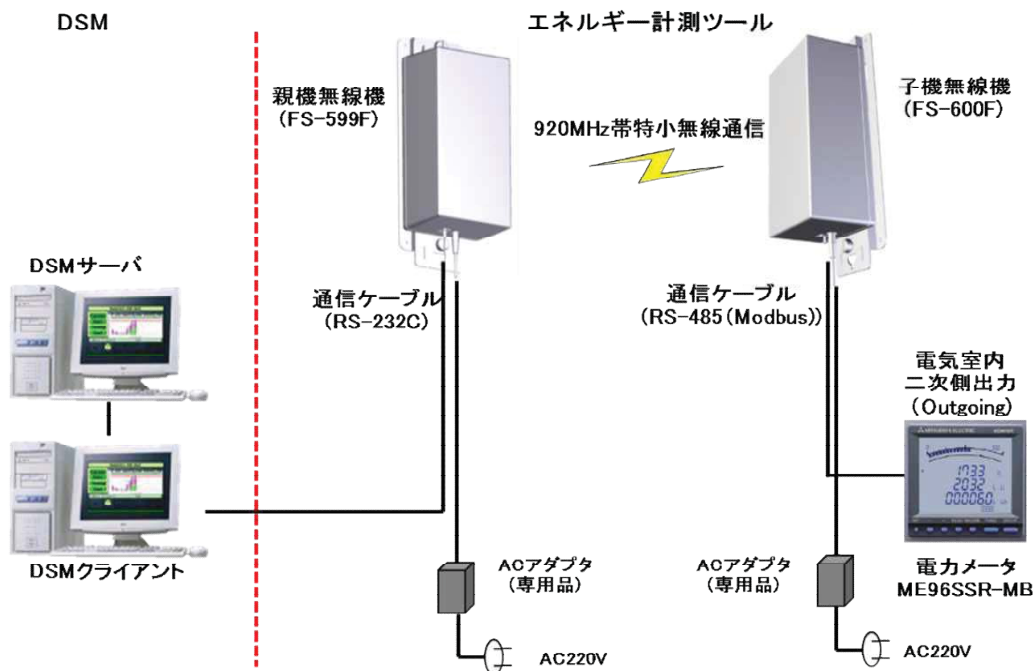 DSM
エネルギー計測ツール
親機無線機
(FS-599F)
920MHz帯特小無線通信
子機無線機
(FS-600F)
DSMサーバ
通信ケーブル
(RS-232C)
通信ケーブル
(RS-485(Modbus))
電気室内
二次側出力
(Outgoing)
DSMクライアント
ACアダプタ
(専用品)
ACアダプタ
(専用品)
電力メータ
ME96SSR-MB
AC220V
AC220V